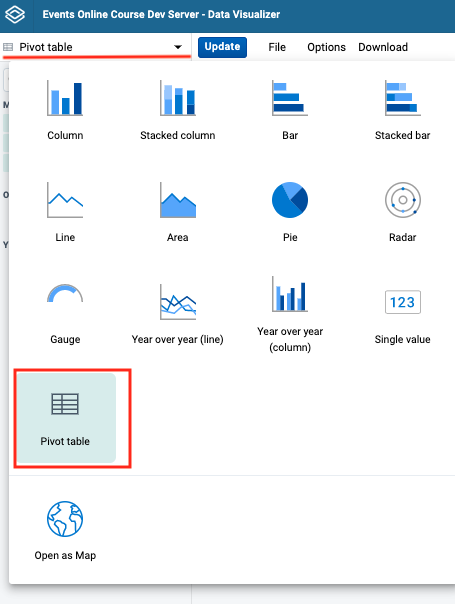 Events Online Course Dev Server - Data Visualizer
Pivot table
Update
File
Options
Download
Column
Stacked column
Bar
Stacked bar
Line
Area
Pie
Radar
123
Gauge
Year over year (line)
Year over year
(column)
Single value
Pivot table
Open as Map